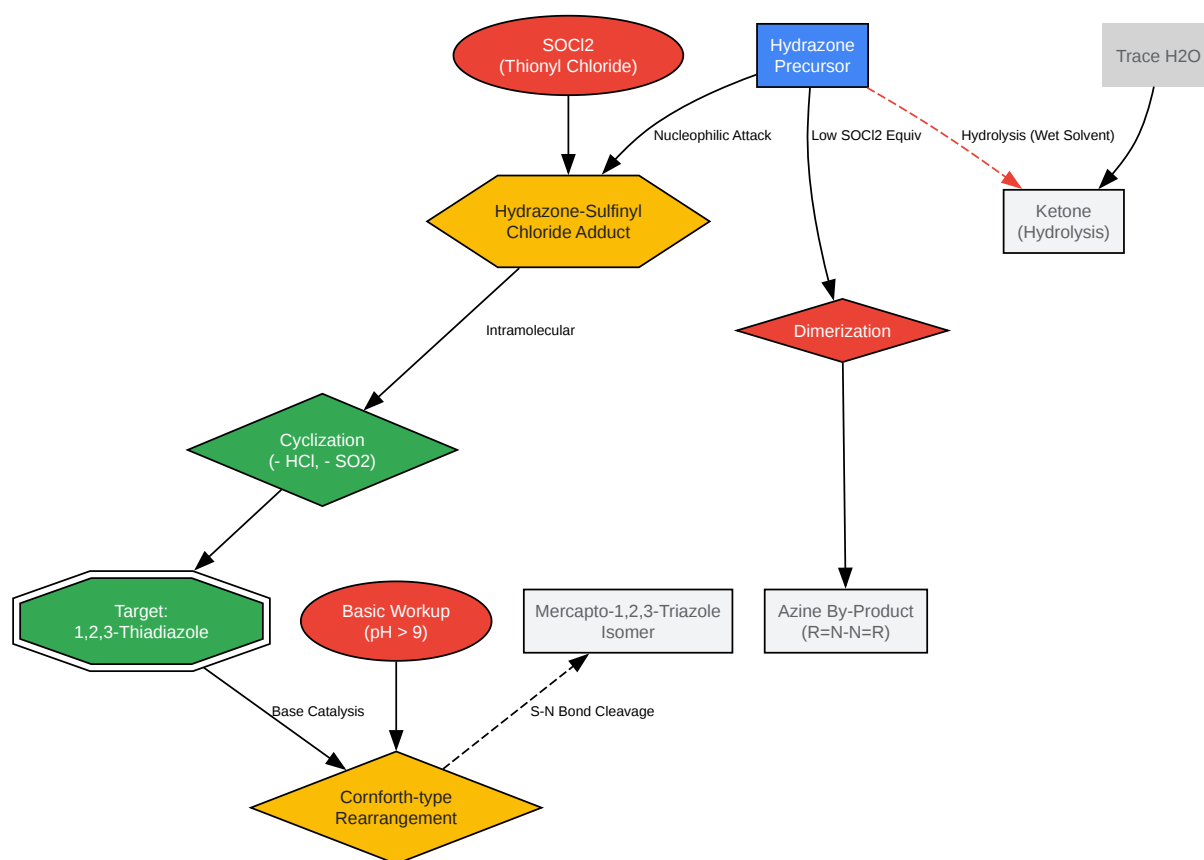 SOCl2
(Thionyl Chloride)
Hydrazone
Precursor
Trace H2O
Nucleophilic Attack
Low SOCl2 Equiv
Hydrolysis (Wet Solvent)
Hydrazone-Sulfinyl
Chloride Adduct
Ketone
(Hydrolysis)
Intramolecular
Dimerization
Cyclization
(- HCl, - SO2)
Target:
1,2,3-Thiadiazole
Basic Workup
(pH > 9)
Mercapto-1,2,3-Triazole
Isomer
Azine By-Product
(R=N-N=R)
Base Catalysis
S-N Bond Cleavage
Cornforth-type
Rearrangement